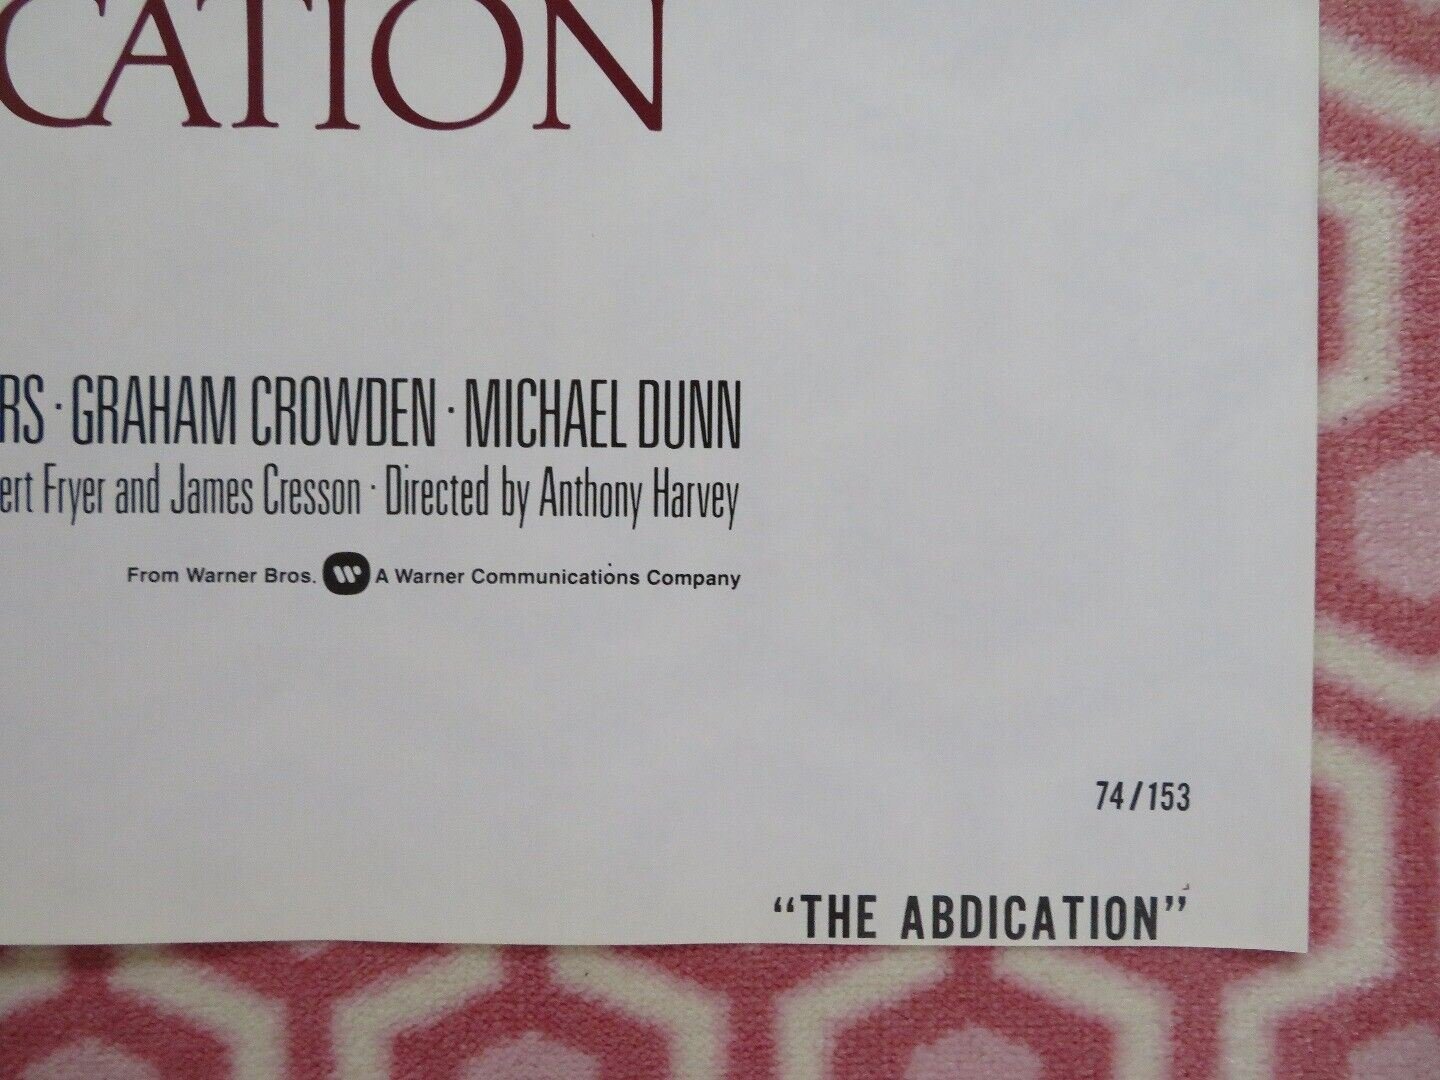 CATION
RS · GRAHAM CROWDEN · MICHAEL DUNN
ert Fryer and James Cresson · Directed by Anthony Harvey
From Warner Bros. A Warner Communications Company
74/153
“THE ABDICATION”